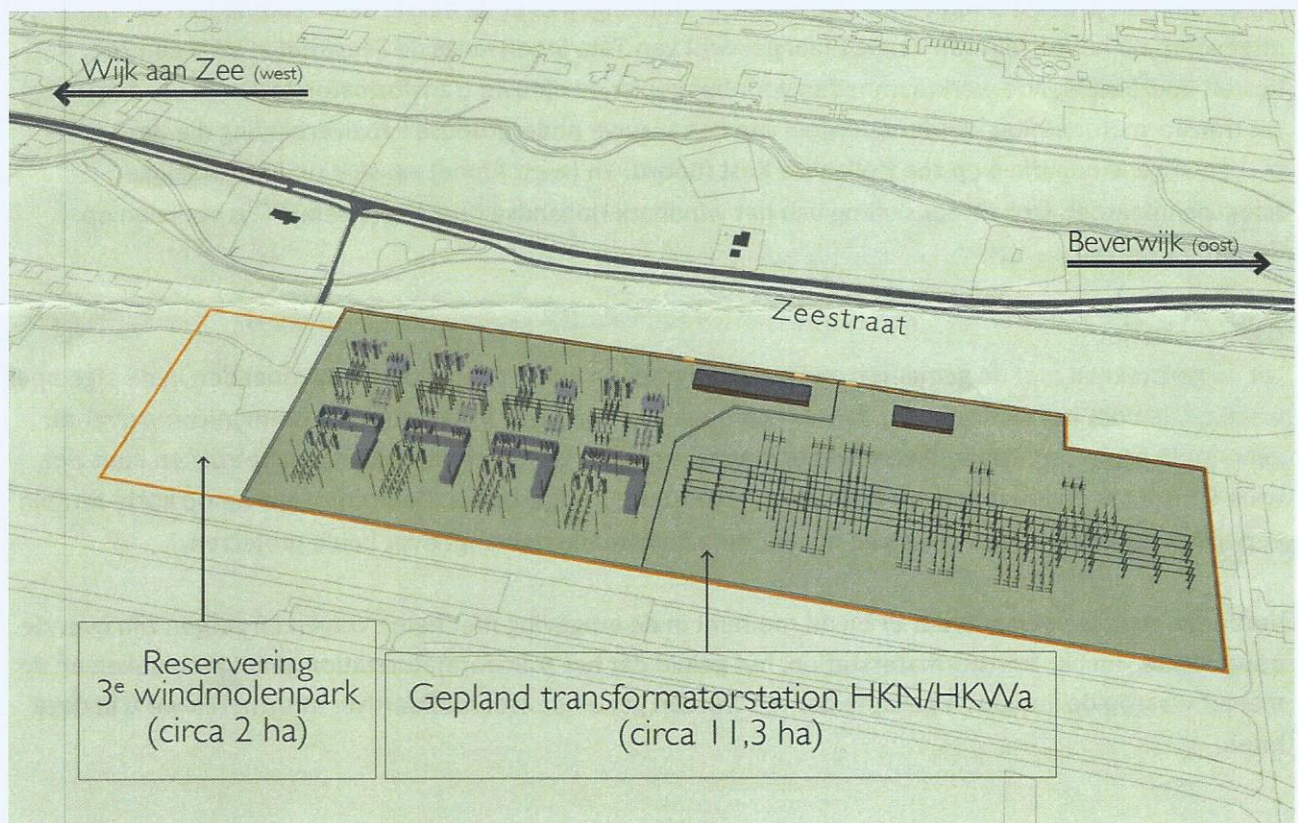 Wijk aan Zee (west)
Beverwijk (oost)
Zeestraat
Reservering
3e windmolenpark
(circa 2 ha)
Gepland transformatorstation HKN/HKWa
(circa 11,3 ha)